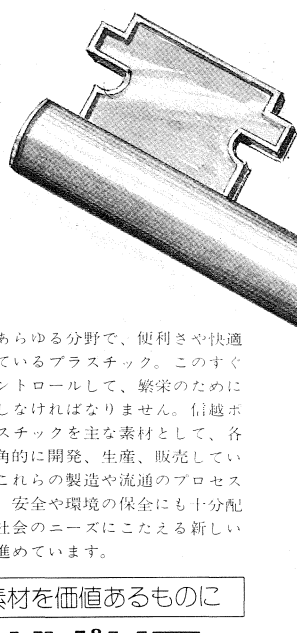 あらゆる分野で、便利さや快適
ているプラスチック。このすぐ
ントロールして、繁栄のために
しなければなりません。信越ポ
スチックを主な素材として、各
角的に開発、生産、販売してい
これらの製造や流通のプロセス
、安全や環境の保全にも十分配
社会のニーズにこたえる新しい
進めています。
素材を価値あるものに